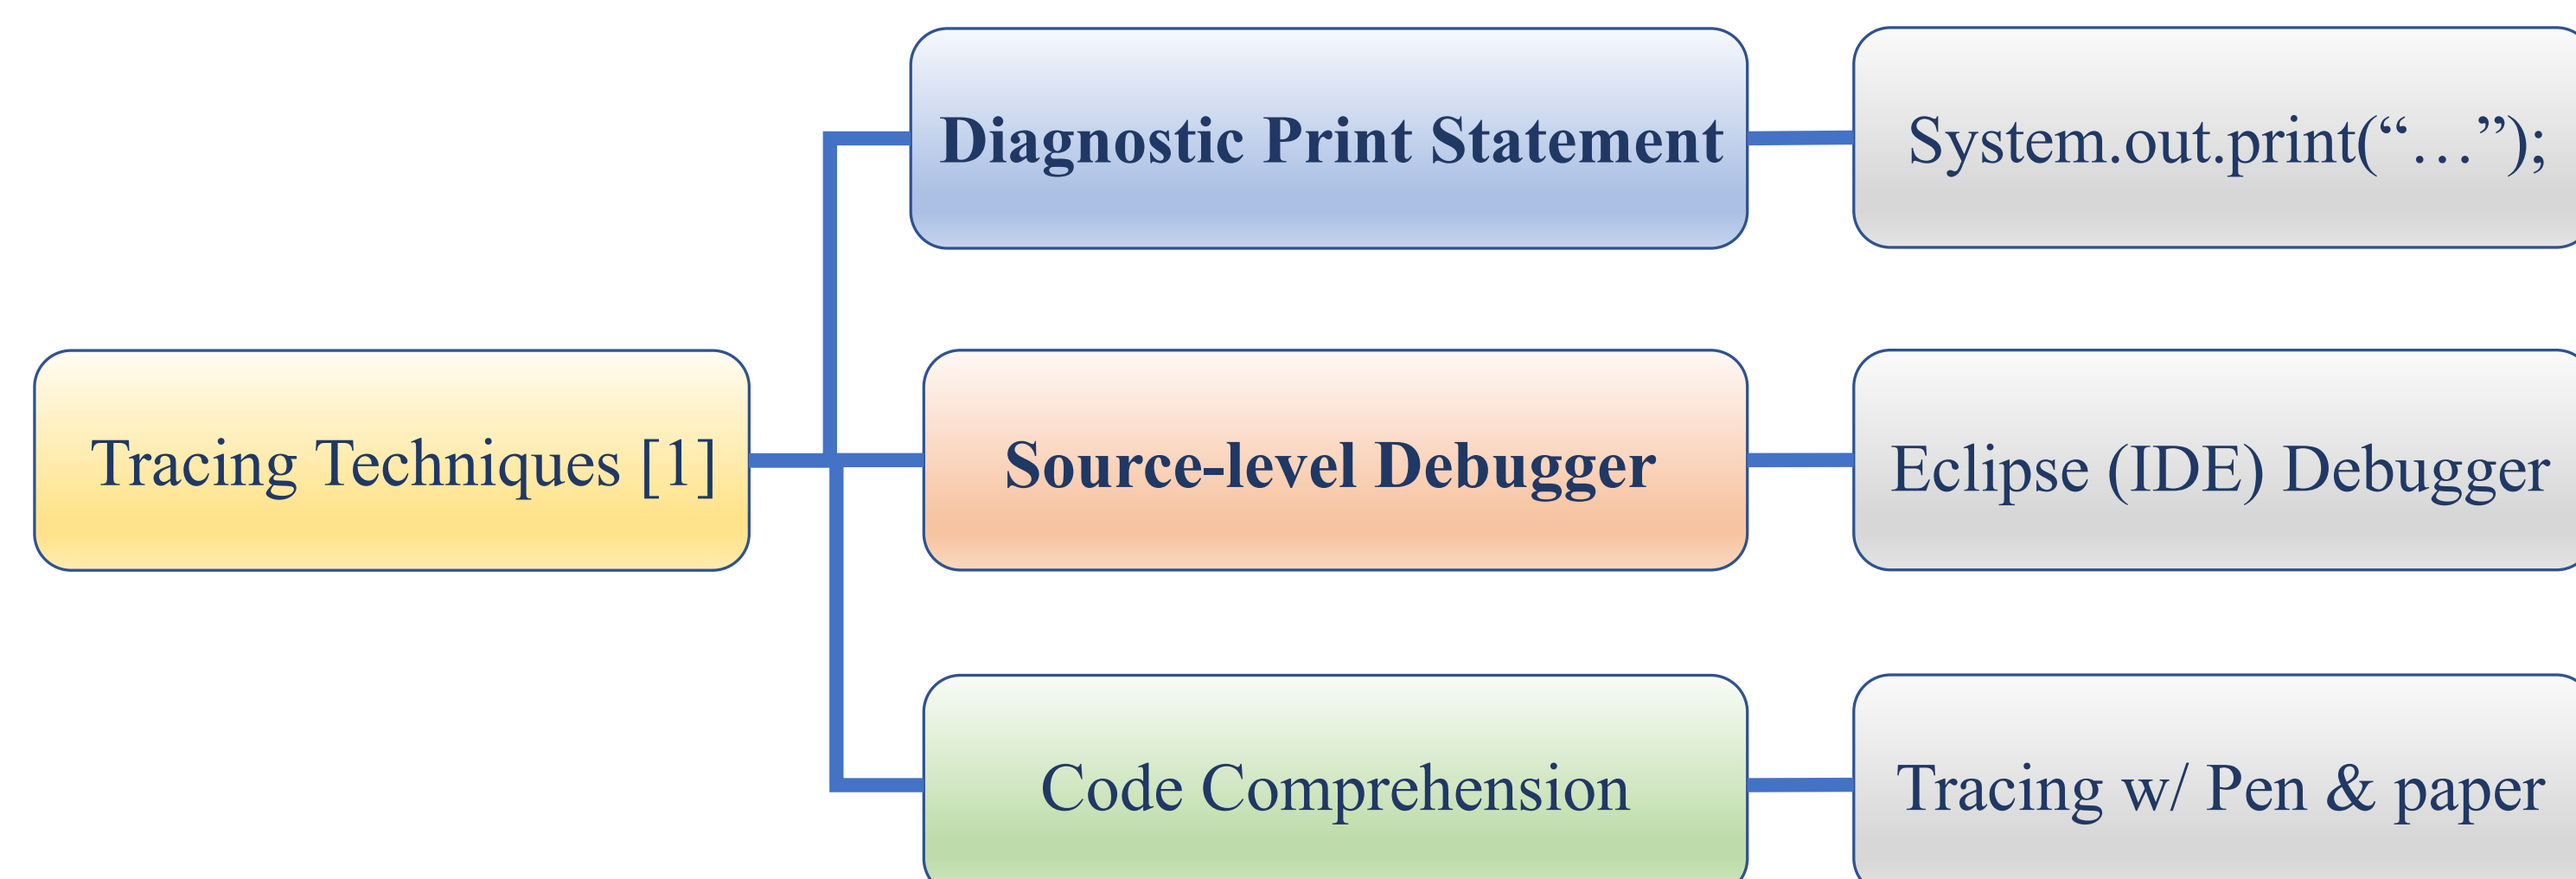 Diagnostic Print Statement
System.out.print(“…”);
Tracing Techniques [1]
Source-level Debugger
Eclipse (IDE) Debugger
Code Comprehension
Tracing w/ Pen & paper